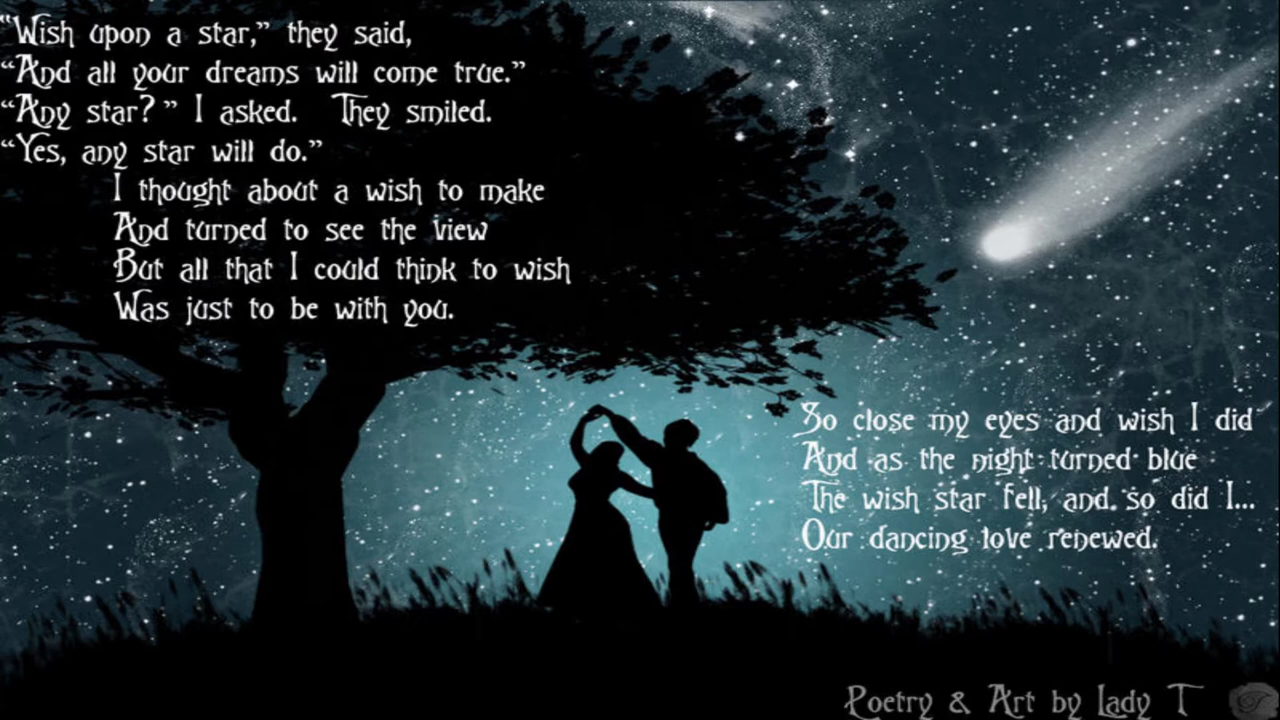 “Wish upon a star,” they said,
“And all your dreams will come true.”
“Any star?” I asked. They smiled.
“Yes, any star will do.”
I thought about a wish to make
And turned to see the view
But all that I could think to wish
Was just to be with you.
So close my eyes and wish I did
And as the night turned blue
The wish star fell, and so did I...
Our dancing love renewed.
Poetry & Art by Lady T